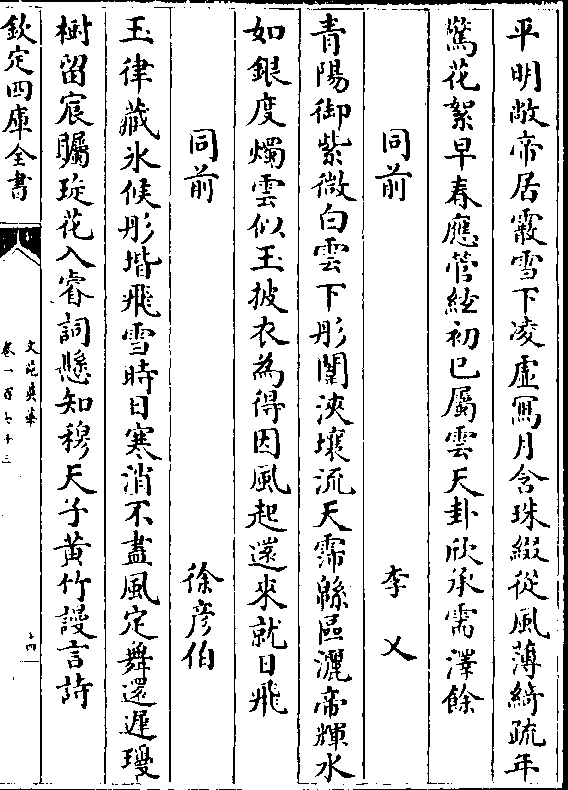 平明敞帝居霰雪下凌虛冩月含珠綴從風薄綺疏年
驚花絮早春應管絃初已屬雲天卦欣承需澤餘
同前 李乂
青陽御紫微白雲下彤闈浹壤流天霈緜區灑帝輝水
如銀度燭雲似玉披衣為得因風起還來就日飛
同前 徐彦伯
玉律藏氷候彤堦飛雪時日寒消不盡風定舞還遲瓊
樹留宸矚琁花入睿詞懸知穆天子黄竹謾言詩
欽定四庫全書
文苑英華
卷一百七十三
十四